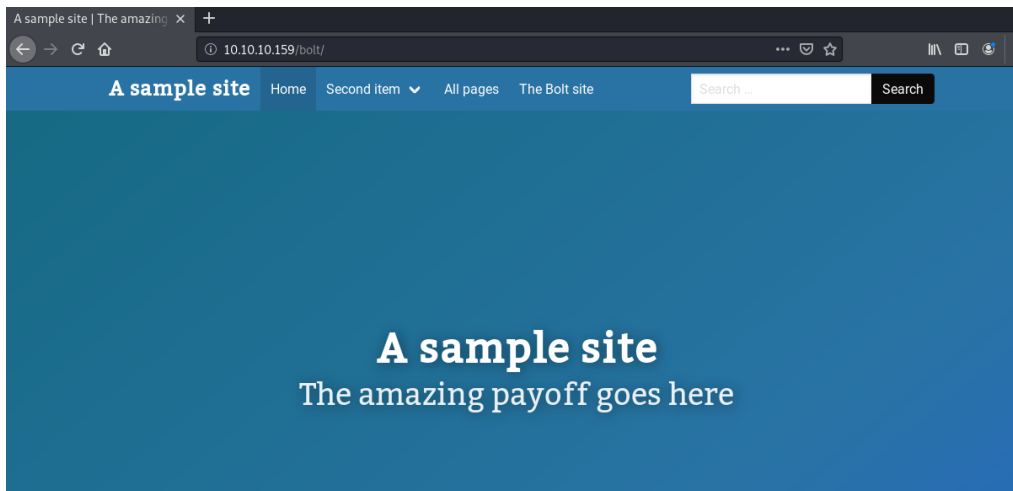 A sample site | The amazing
10.10.10.159/bolt/
A sample site Home Second item All pages The Bolt site Search ... Search
A sample site
The amazing payoff goes here